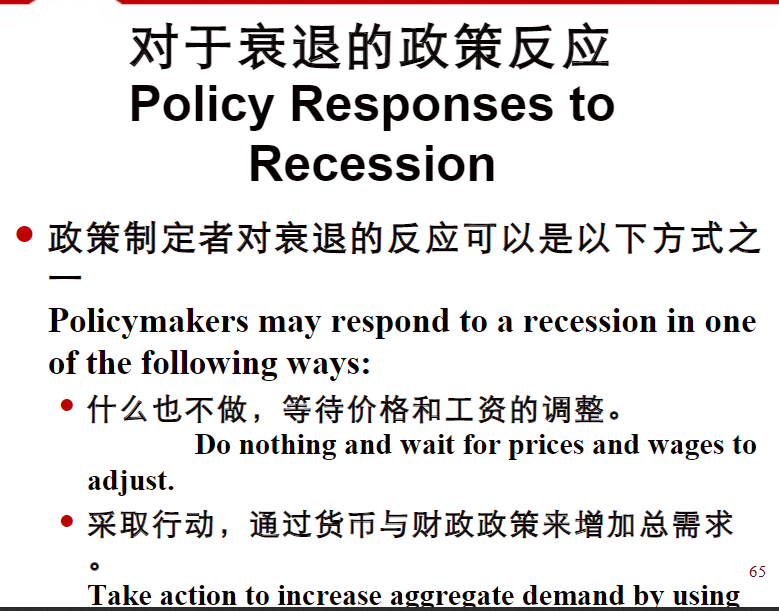 对于衰退的政策反应
Policy Responses to
Recession
政策制定者对衰退的反应可以是以下方式之
一
Policymakers may respond to a recession in one
of the following ways:
什么也不做，等待价格和工资的调整。
Do nothing and wait for prices and wages to
adjust.
采取行动，通过货币与财政政策来增加总需求
。
65
Take action to increase aggregate demand by using